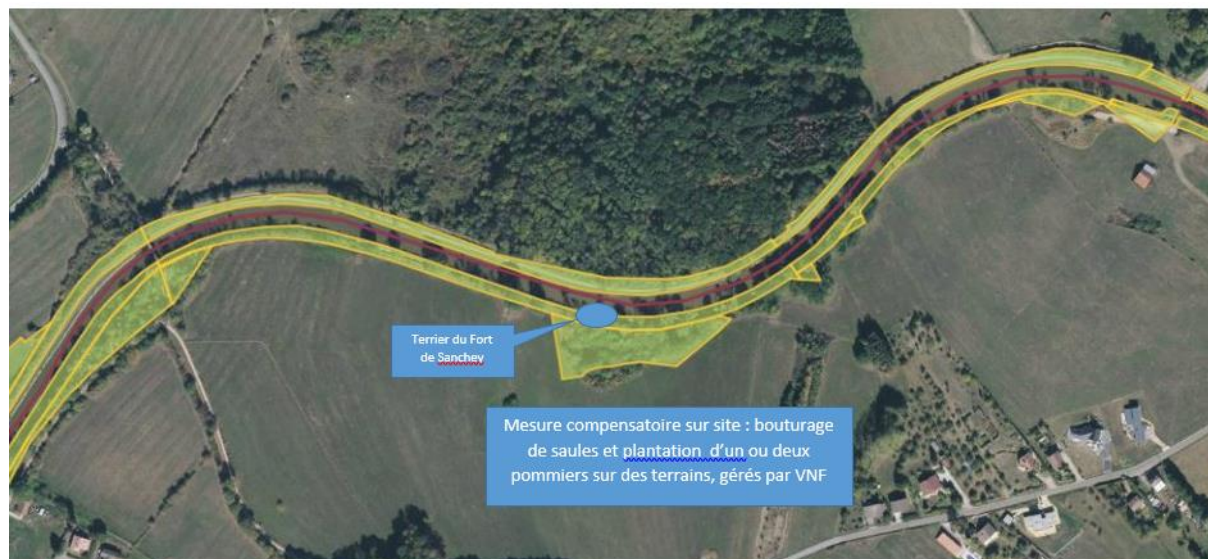 Terrier du Fort
de Sanchey
Mesure compensatoire sur site : bouturage
de saules et plantation d'un ou deux
pommiers sur des terrains, gérés par VNF